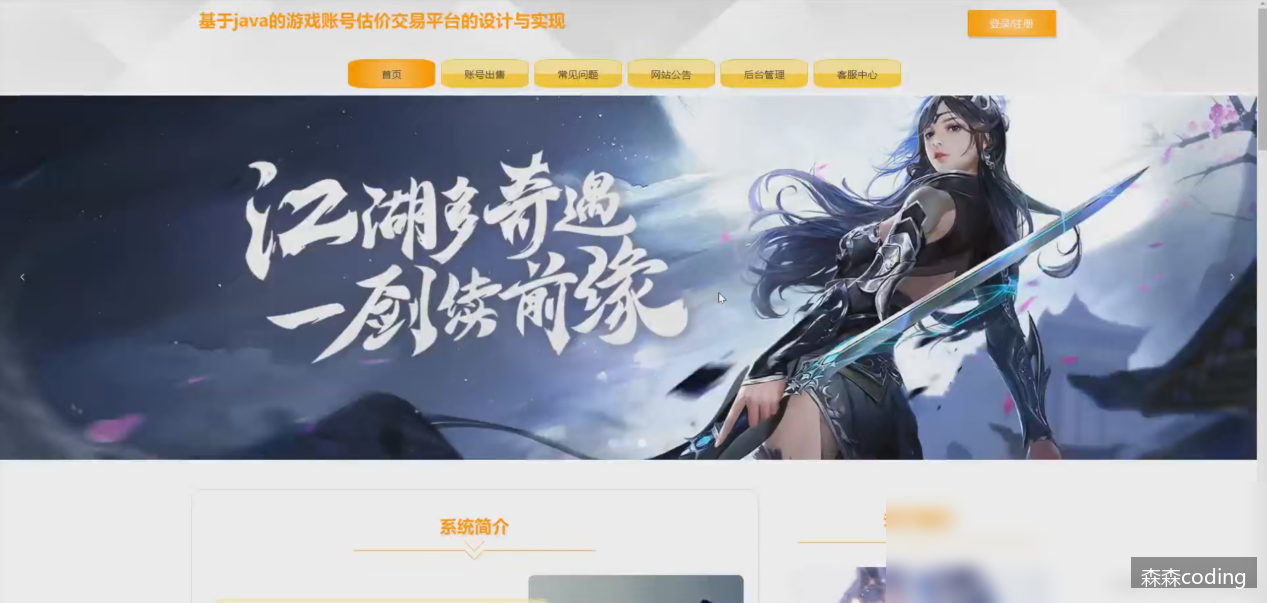 基于java的游戏账号估价交易平台的设计与实现
登录/注册
首页
账号出售
常见问题
网站公告
后台管理
客服中心
江湖多奇遇
一剑续前缘
系统简介
森森coding